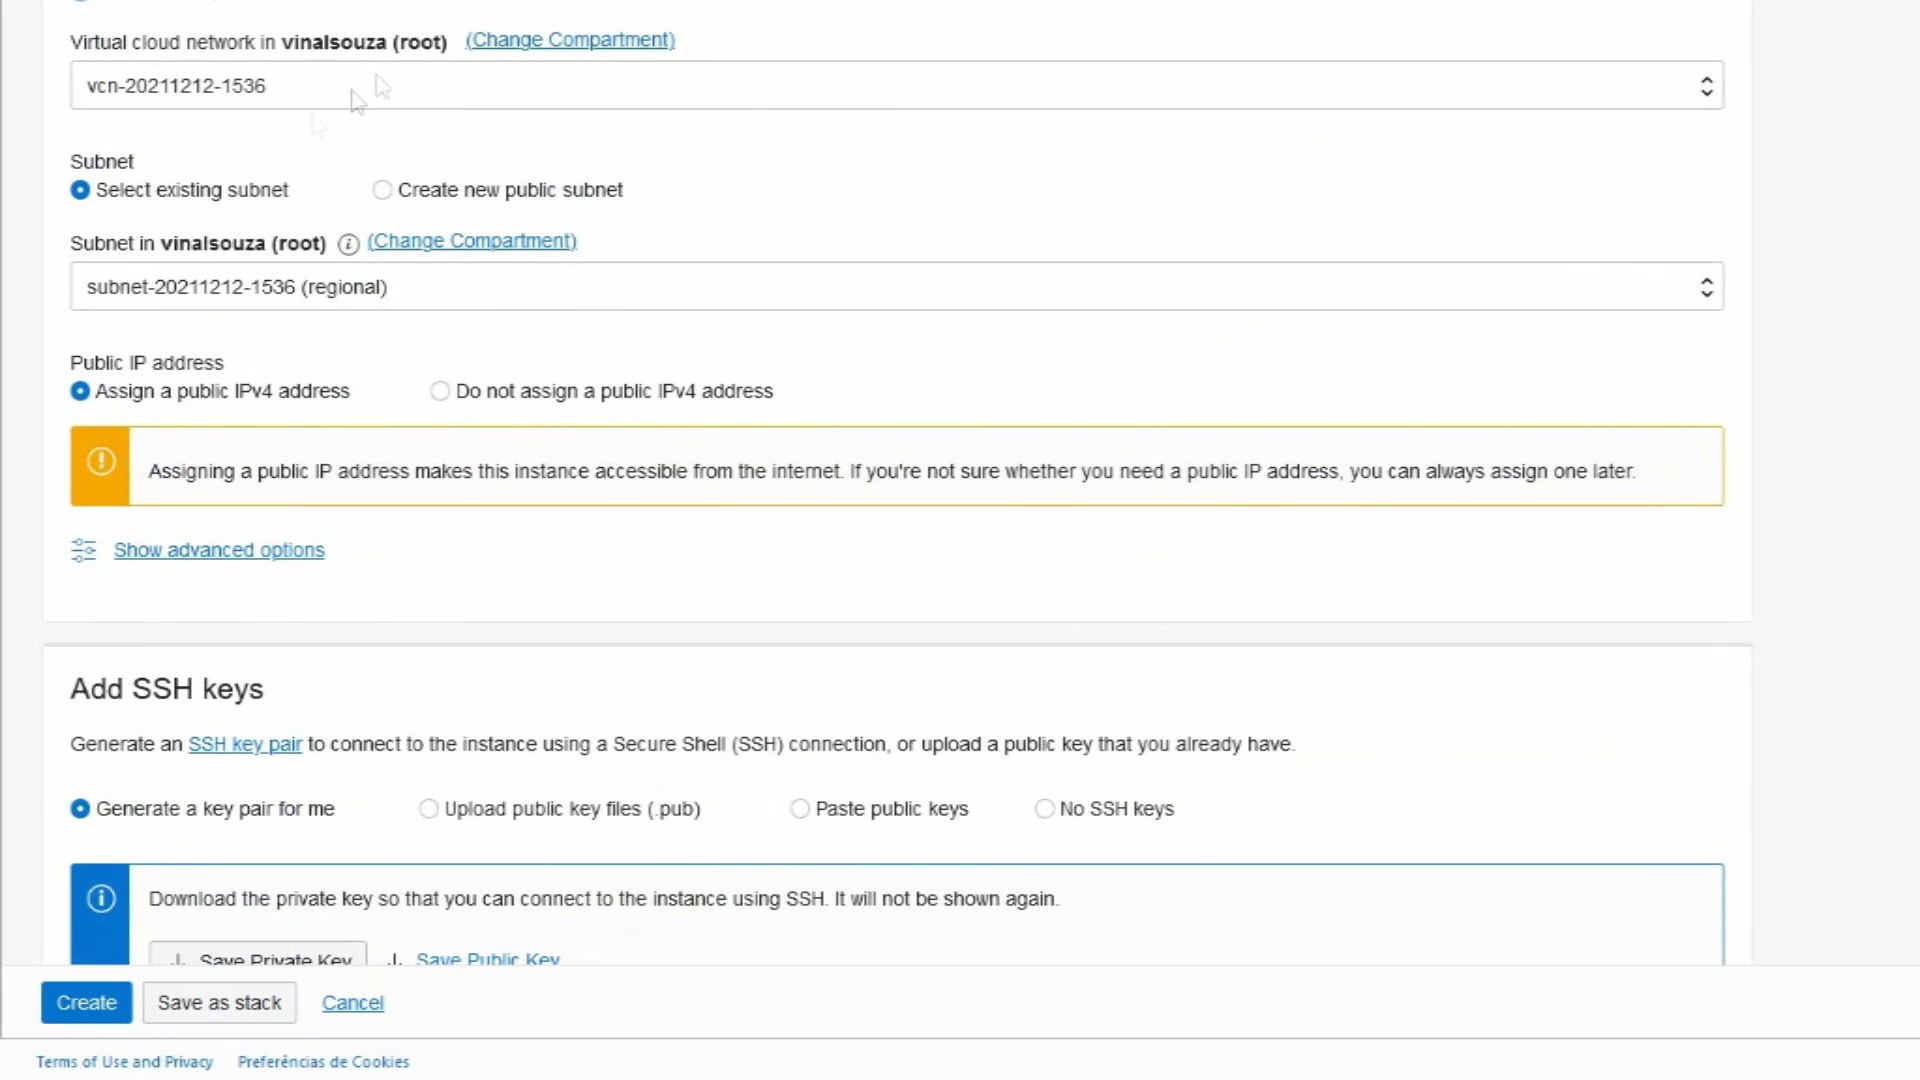 Virtual cloud network in vinalsouza (root) (Change Compartment)
vcn-20211212-1536
Subnet
Select existing subnet Create new public subnet
Subnet in vinalsouza (root) (Change Compartment)
subnet-20211212-1536 (regional)
Public IP address
Assign a public IPv4 address Do not assign a public IPv4 address
Assigning a public IP address makes this instance accessible from the internet. If you're not sure whether you need a public IP address, you can always assign one later.
Show advanced options
Add SSH keys
Generate an SSH key pair to connect to the instance using a Secure Shell (SSH) connection, or upload a public key that you already have.
Generate a key pair for me Upload public key files (.pub) Paste public keys No SSH keys
Download the private key so that you can connect to the instance using SSH. It will not be shown again.
Save Private Key Save Public Key
Create Save as stack Cancel
Terms of Use and Privacy Preferências de Cookies